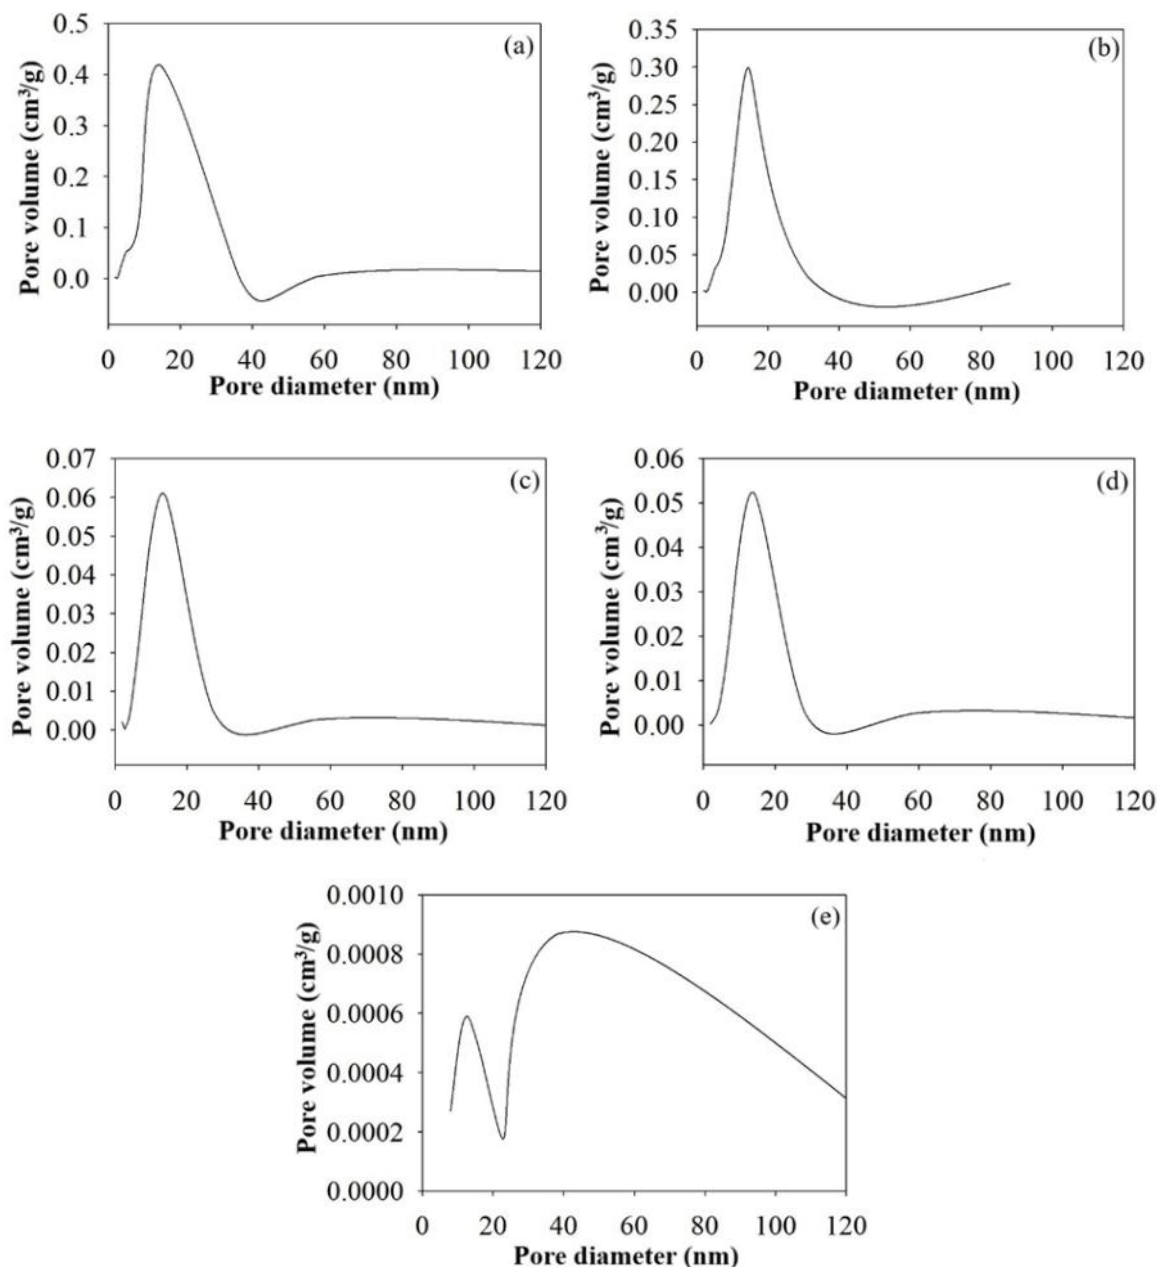 (a)
Pore volume (cm³/g)
0.5
0.4
0.3
0.2
0.1
0.0
0 20 40 60 80 100 120
Pore diameter (nm)
(b)
Pore volume (cm³/g)
0.35
0.30
0.25
0.20
0.15
0.10
0.05
0.00
0 20 40 60 80 100 120
Pore diameter (nm)
(c)
Pore volume (cm³/g)
0.07
0.06
0.05
0.04
0.03
0.02
0.01
0.00
0 20 40 60 80 100 120
Pore diameter (nm)
(d)
Pore volume (cm³/g)
0.06
0.05
0.04
0.03
0.02
0.01
0.00
0 20 40 60 80 100 120
Pore diameter (nm)
(e)
Pore volume (cm³/g)
0.0010
0.0008
0.0006
0.0004
0.0002
0.0000
0 20 40 60 80 100 120
Pore diameter (nm)